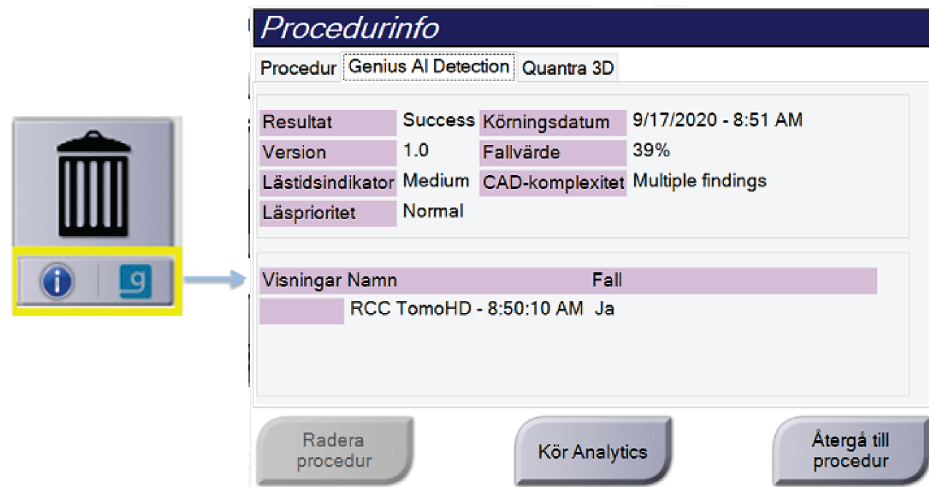 Procedurinfo
Procedur Genius AI Detection Quantra 3D
Resultat Success Körningsdatum 9/17/2020 - 8:51 AM
Version 1.0 Fallvärde 39%
Lästidsindikator Medium CAD-komplexitet Multiple findings
Läsprioritet Normal
Visningar Namn Fall
RCC TomoHD - 8:50:10 AM Ja
i g
Radera
procedur
Kör Analytics
Återgå till
procedur